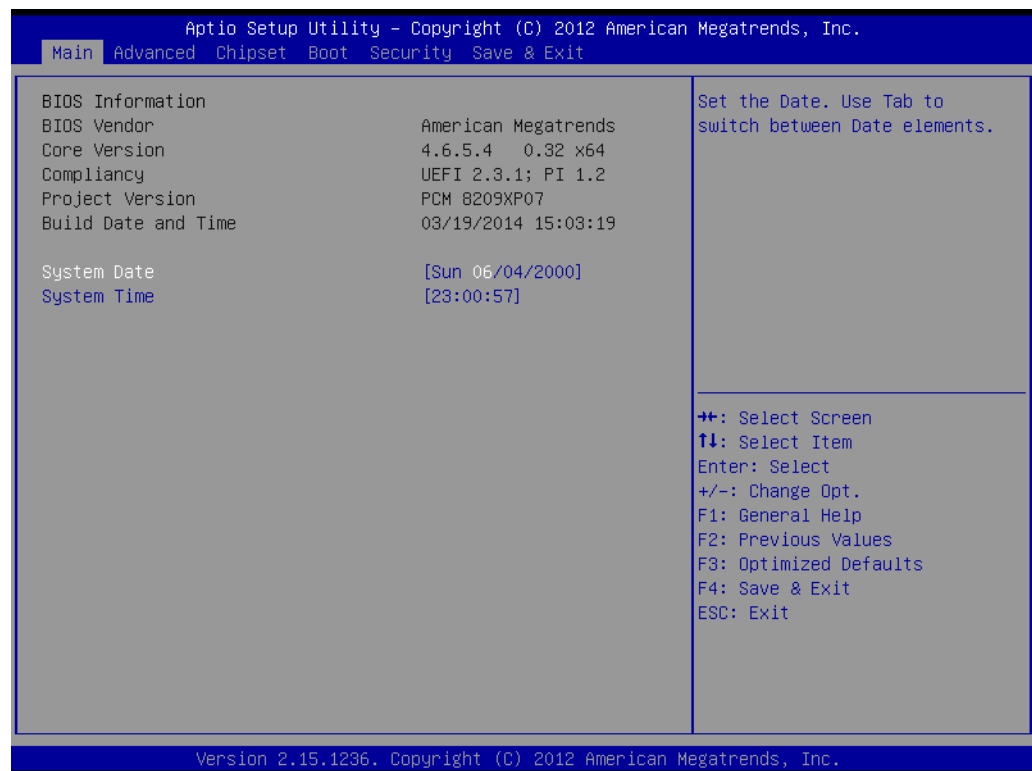 Aptio Setup Utility – Copyright (C) 2012 American Megatrends, Inc.
Main Advanced Chipset Boot Security Save & Exit
BIOS Information
BIOS Vendor American Megatrends
Core Version 4.6.5.4 0.32 x64
Compliancy UEFI 2.3.1; PI 1.2
Project Version PCM 8209XP07
Build Date and Time 03/19/2014 15:03:19
System Date [Sun 06/04/2000]
System Time [23:00:57]
Set the Date. Use Tab to
switch between Date elements.
→←: Select Screen
↑↓: Select Item
Enter: Select
+/-: Change Opt.
F1: General Help
F2: Previous Values
F3: Optimized Defaults
F4: Save & Exit
ESC: Exit
Version 2.15.1236. Copyright (C) 2012 American Megatrends, Inc.